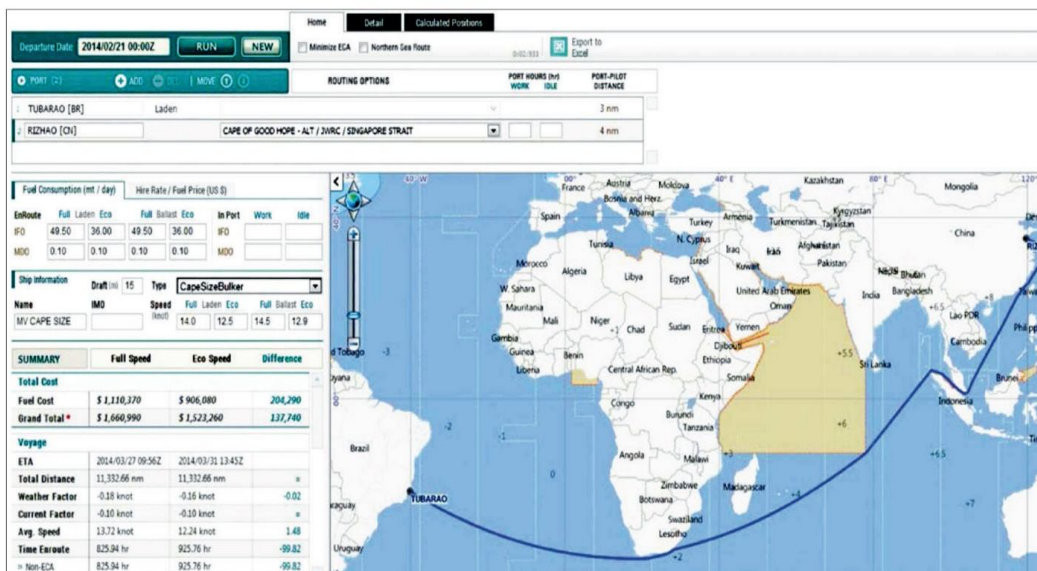 Home Detail Calculated Positions
Departure Date 2014/02/21 00:00Z RUN NEW Minimize ECA Northern Sea Route Export to
Excel
PORT (2) ADD MOVE ROUTING OPTIONS PORT HOURS (hr) PORT-PILOT
WORK IDLE DISTANCE
1 TUBARAO [BR] Laden 3 nm
2 RIZHAO [CN] CAPE OF GOOD HOPE - ALT / JWRC / SINGAPORE STRAIT 4 nm
Fuel Consumption (mt / day) Hire Rate / Fuel Price (US $)
EnRoute Full Laden Eco Full Ballast Eco In Port Work Idle
IFO 49.50 36.00 49.50 36.00 IFO
MDO 0.10 0.10 0.10 0.10 MDO
Ship Information Draft (m) 15 Type CapeSizeBulker
Name IMO Speed Full Laden Eco Full Ballast Eco
MV CAPE SIZE (knot) 14.0 12.5 14.5 12.9
SUMMARY Full Speed Eco Speed Difference
Total Cost
Fuel Cost $ 1,110,370 $ 906,080 204,290
Grand Total * $ 1,660,990 $ 1,523,260 137,740
Voyage
ETA 2014/03/27 09:56Z 2014/03/31 13:45Z
Total Distance 11,332.66 nm 11,332.66 nm =
Weather Factor -0.18 knot -0.16 knot -0.02
Current Factor -0.10 knot -0.10 knot =
Avg. Speed 13.72 knot 12.24 knot 1.48
Time Enroute 825.94 hr 925.76 hr -99.82
Non-ECA 825.94 hr 925.76 hr -99.82
40° W 00° 40° E 80° E 120°
France Austria Moldova Kazakhstan Mongolia
Bosnia and Herz.
Spain Albania Turkey Armenia Turkmenistan Kyrgyzstan
Tajikistan China
Tunisia N. Cyprus Iraq Iran Afghanistan
Morocco Israel Kuwait Pakistan
Algeria Libya Egypt Bhutan
W. Sahara United Arab Emirates India Bangladesh
Mauritania Oman +6.5 +8
Mali Niger Chad Sudan Eritrea Yemen Lao PDR
Gambia +1 Djibouti Cambodia
Guinea Benin Ethiopia +5.5 Sri Lanka
Liberia Central African Rep. Somalia Brunei
-3
Congo Kenya Indonesia
Burundi
-2 -1 Tanzania +6
Brazil
Angola Malawi +3 +6.5
0 Zimbabwe Madagascar +4
TUBARAO Botswana +7
Swaziland
Uruguay Lesotho
+2